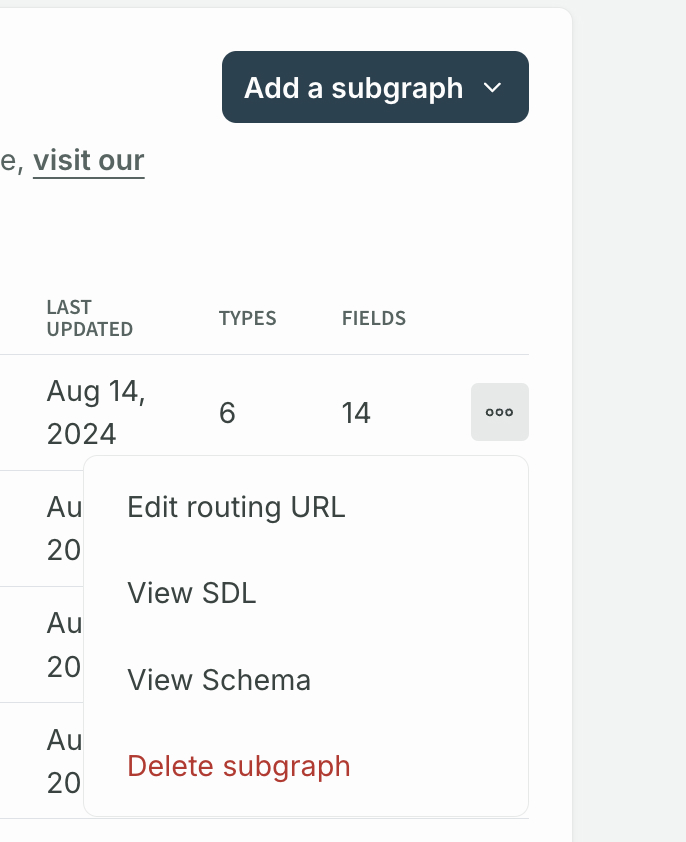 Add a subgraph
e, visit our
LAST
UPDATED
TYPES
FIELDS
Aug 14,
2024
6
14
Au
20
Au
20
Au
20
Edit routing URL
View SDL
View Schema
Delete subgraph